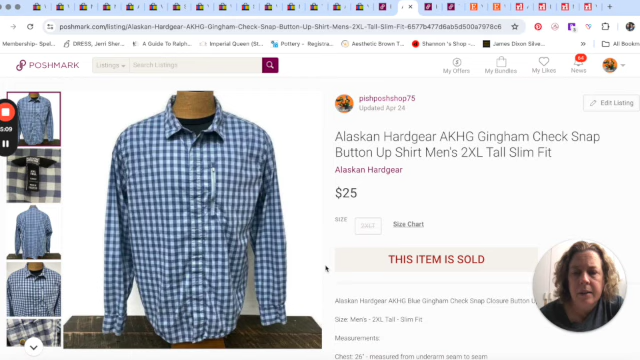 poshmark.com/listing/Alaskan-Hardgear-AKHG-Gingham-Check-Snap-Button-Up-Shirt-Mens-2XL-Tall-Slim-Fit-6577b477d6ab5d500a7978c6
Membership- Spel...
DRESS, Jerri Sher...
A Guide To Ralph...
Imperial Queen (St...
Pottery - Registrar...
Aesthetic Brown T...
Shannon 's Shop -...
James Dixon Silver...
All Bookmarks
POSHMARK
Listings
Search Listings
My Offers
My Bundles
My Likes
News
pishposhshop75
Updated Apr 24
Edit Listing
5:09
Alaskan Hardgear AKHG Gingham Check Snap
Button Up Shirt Men's 2XL Tall Slim Fit
Alaskan Hardgear
$25
SIZE
Size Chart
THIS ITEM IS SOLD
Alaskan Hardgear AKHG Blue Gingham Check Snap Closure Button U
Size: Men's - 2XL Tall - Slim Fit
Measurements:
Chest: 26' - measured from underarm seam to seam